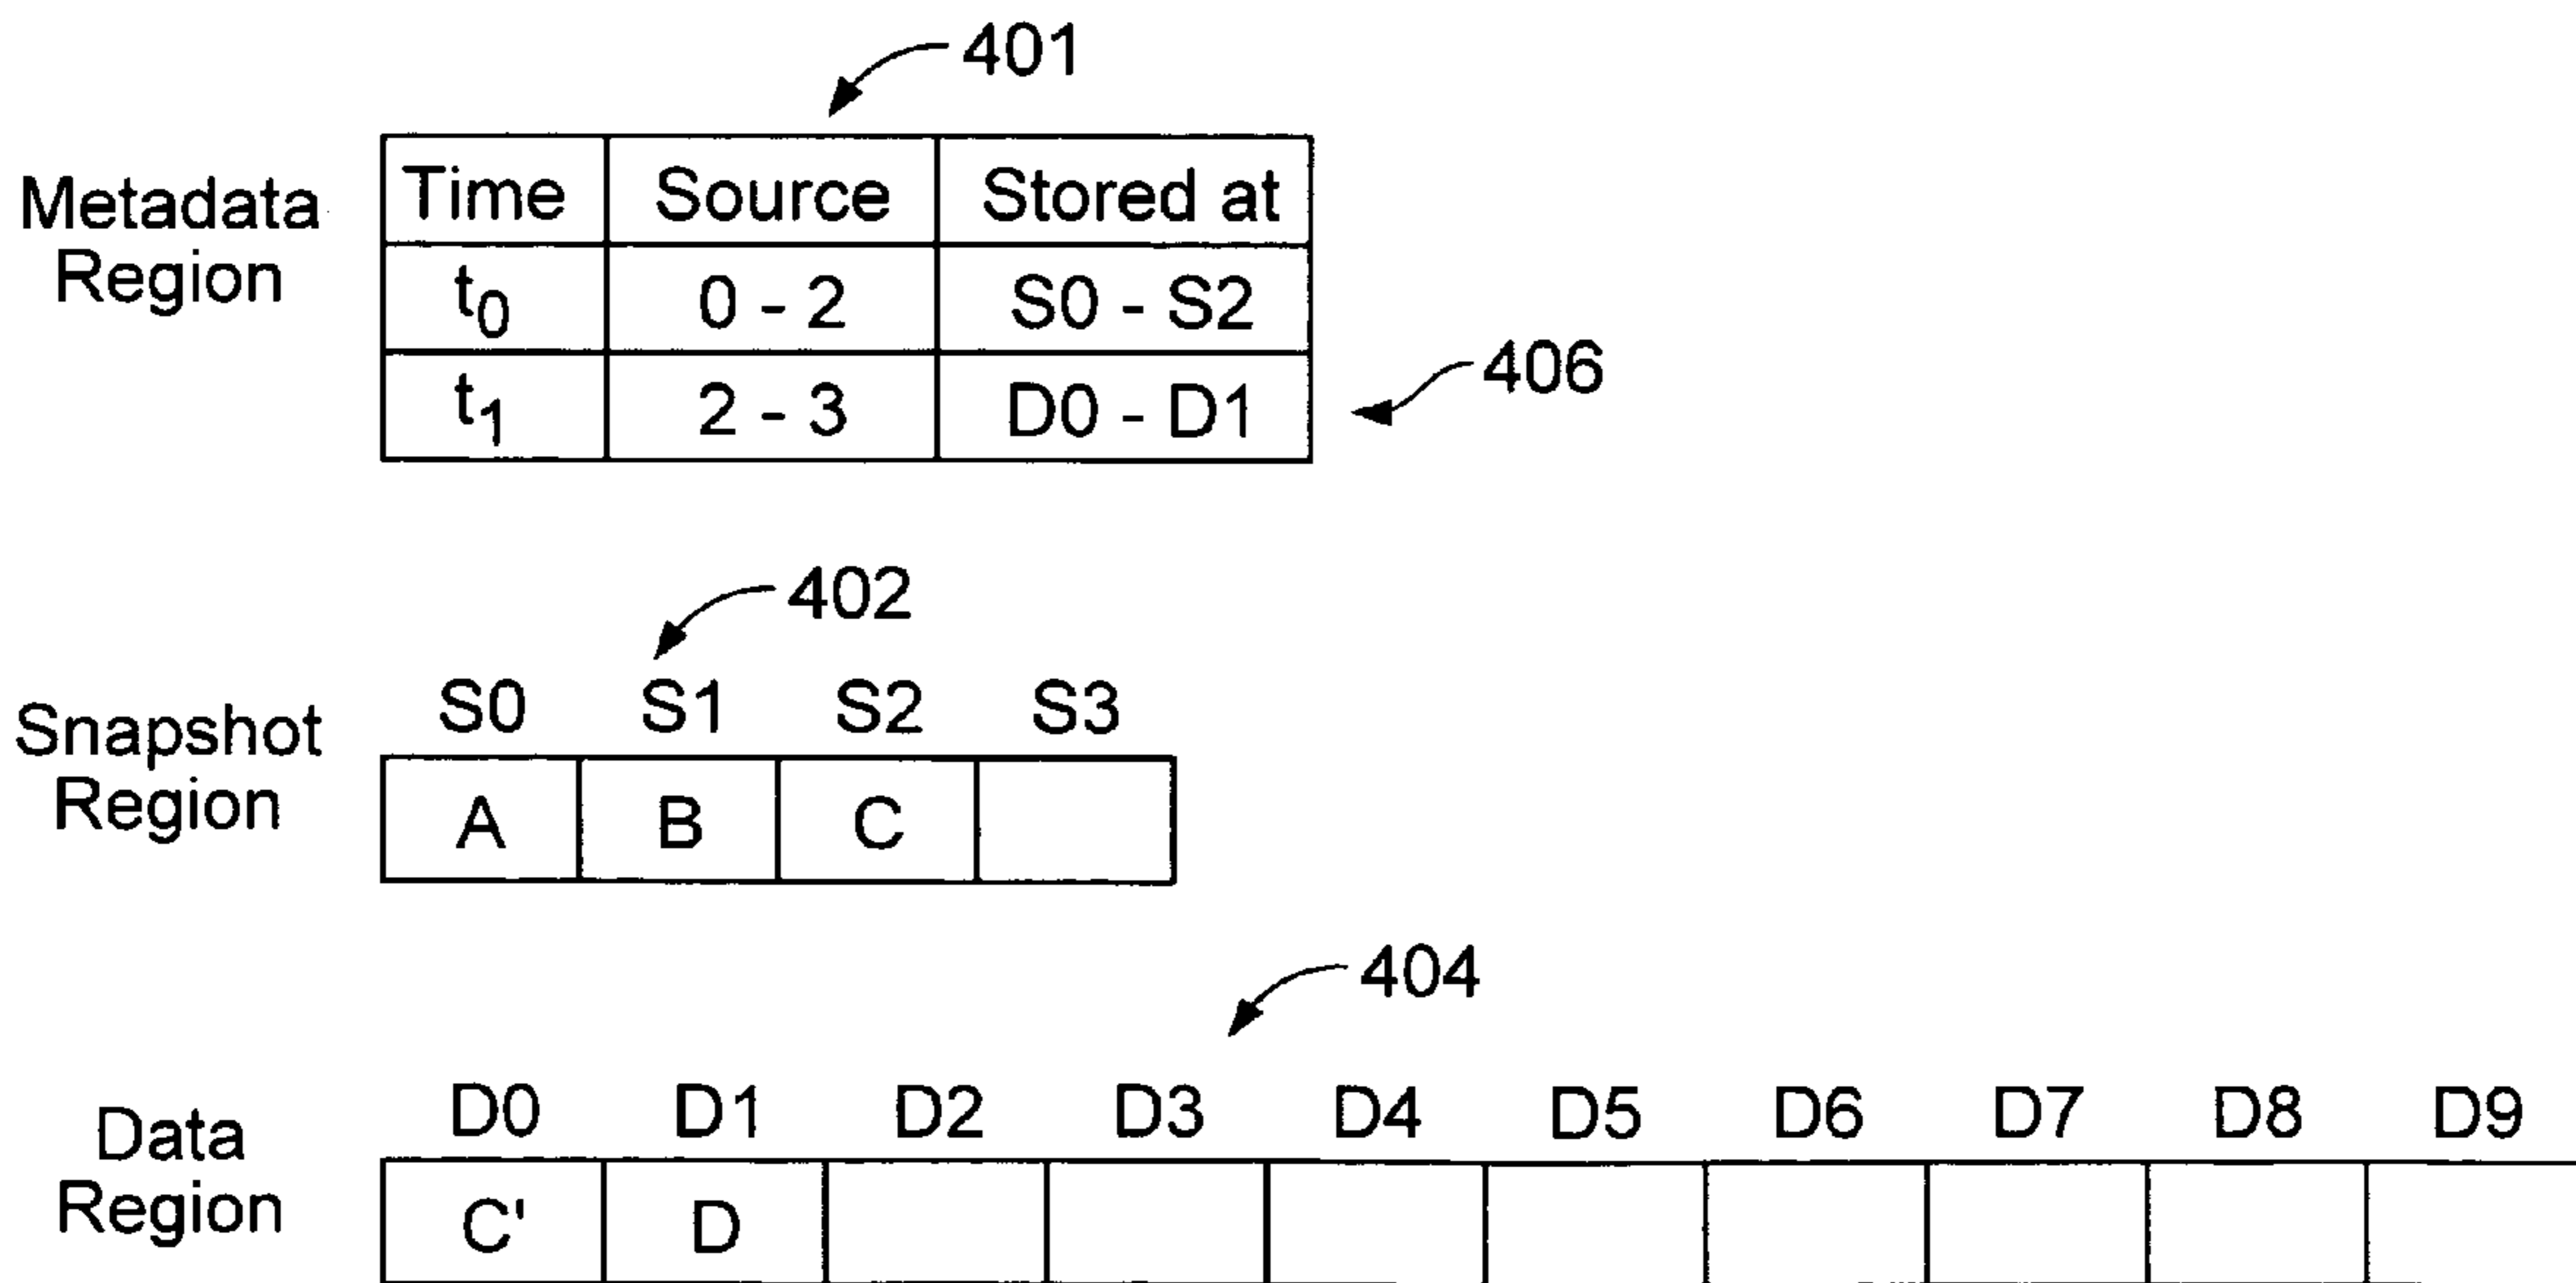 401
Metadata Region
Time Source Stored at
t0 0 - 2 S0 - S2
t1 2 - 3 D0 - D1
406
402
S0 S1 S2 S3
Snapshot Region
A B C
404
D0 D1 D2 D3 D4 D5 D6 D7 D8 D9
Data Region
C' D